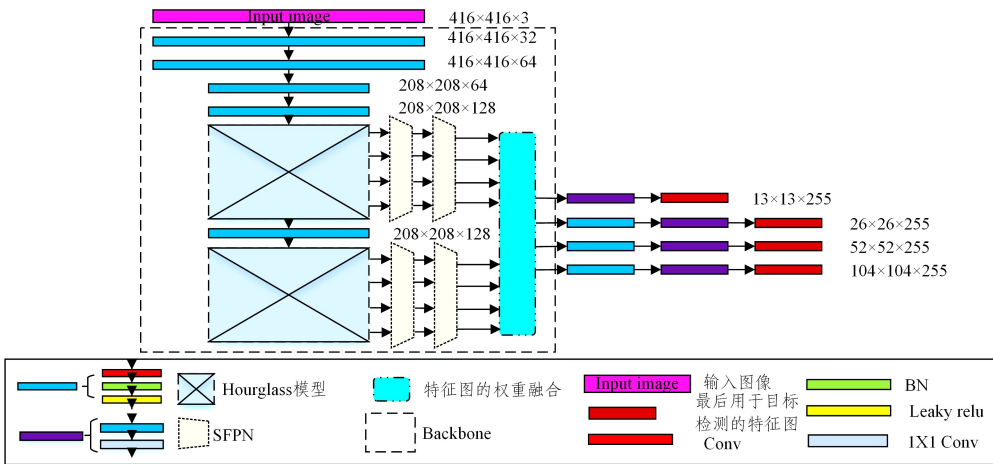 Input image
416×416×3
416×416×32
416×416×64
208×208×64
208×208×128
208×208×128
13×13×255
26×26×255
52×52×255
104×104×255
Hourglass模型
SFPN
特征图的权重融合
Backbone
Input image
输入图像
最后用于目标
检测的特征图
Conv
BN
Leaky relu
1X1 Conv